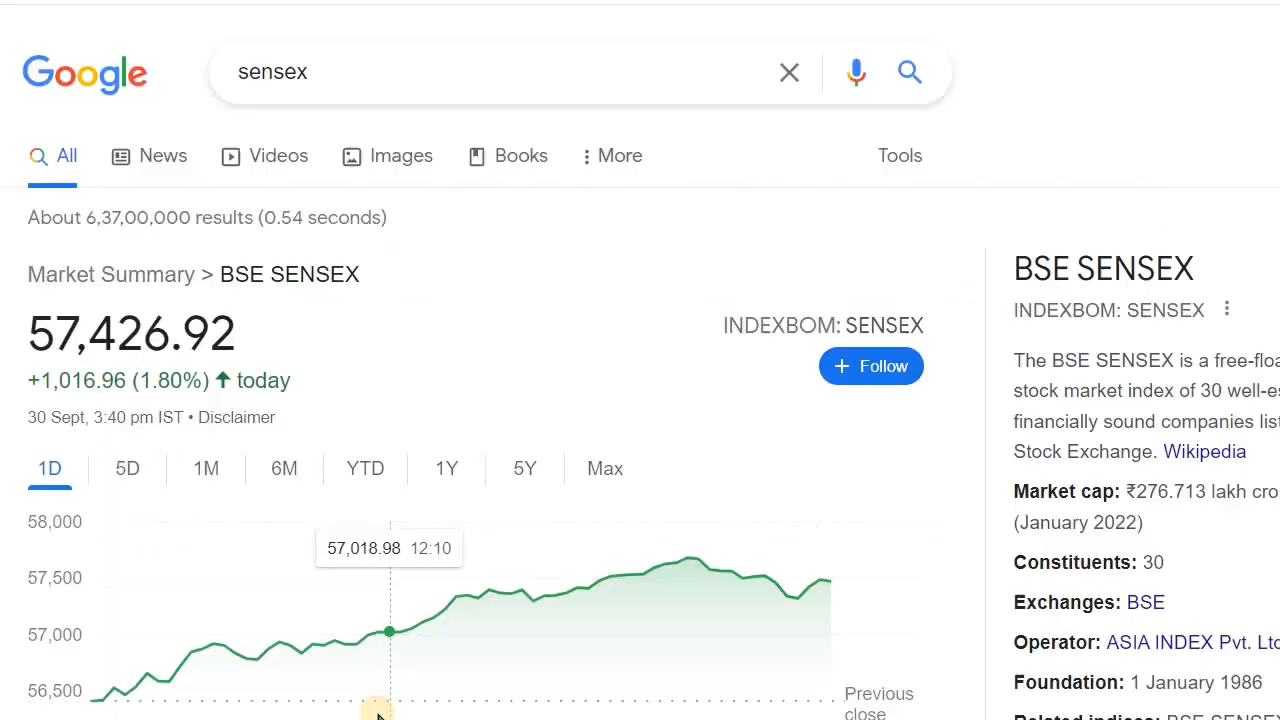 Google
sensex
All
News
Videos
Images
Books
More
Tools
About 6,37,00,000 results (0.54 seconds)
Market Summary > BSE SENSEX
57,426.92
+1,016.96 (1.80%) ↑ today
30 Sept, 3:40 pm IST • Disclaimer
INDEXBOM: SENSEX
+ Follow
1D 5D 1M 6M YTD 1Y 5Y Max
58,000
57,018.98 12:10
57,500
57,000
56,500
Previous
close
BSE SENSEX
INDEXBOM: SENSEX
The BSE SENSEX is a free-floa
stock market index of 30 well-es
financially sound companies list
Stock Exchange. Wikipedia
Market cap: ₹276.713 lakh cro
(January 2022)
Constituents: 30
Exchanges: BSE
Operator: ASIA INDEX Pvt. Ltd
Foundation: 1 January 1986
Related indices: BSE SENSEX